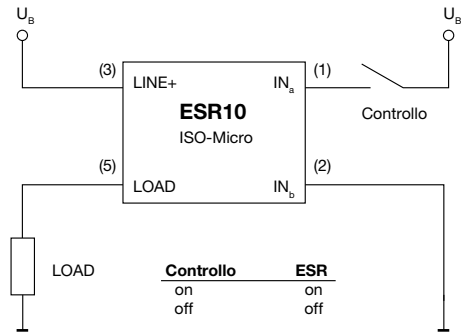 U_B U_B
(3) (1)
LINE+ IN_a
ESR10
ISO-Micro
Controllo
(5) (2)
LOAD IN_b
LOAD
Controllo ESR
on on
off off